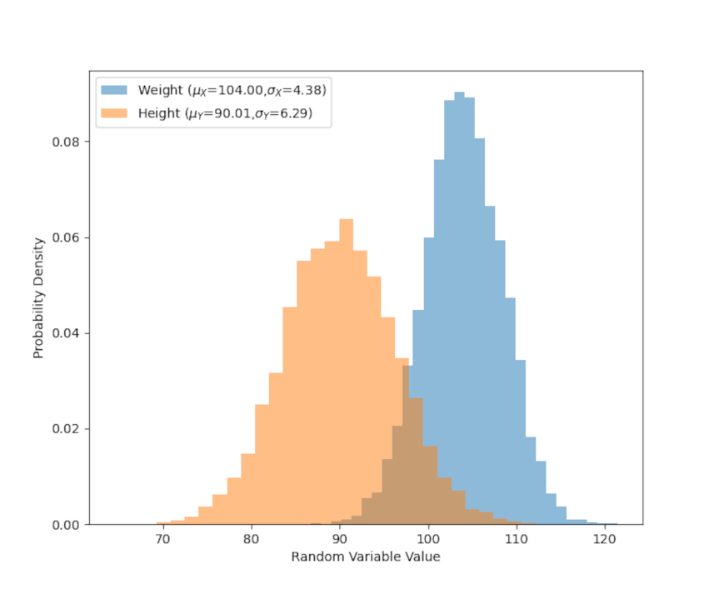 Weight (μX=104.00,σX=4.38)
Height (μY=90.01,σY=6.29)
Probability Density
0.08
0.06
0.04
0.02
0.00
70 80 90 100 110 120
Random Variable Value